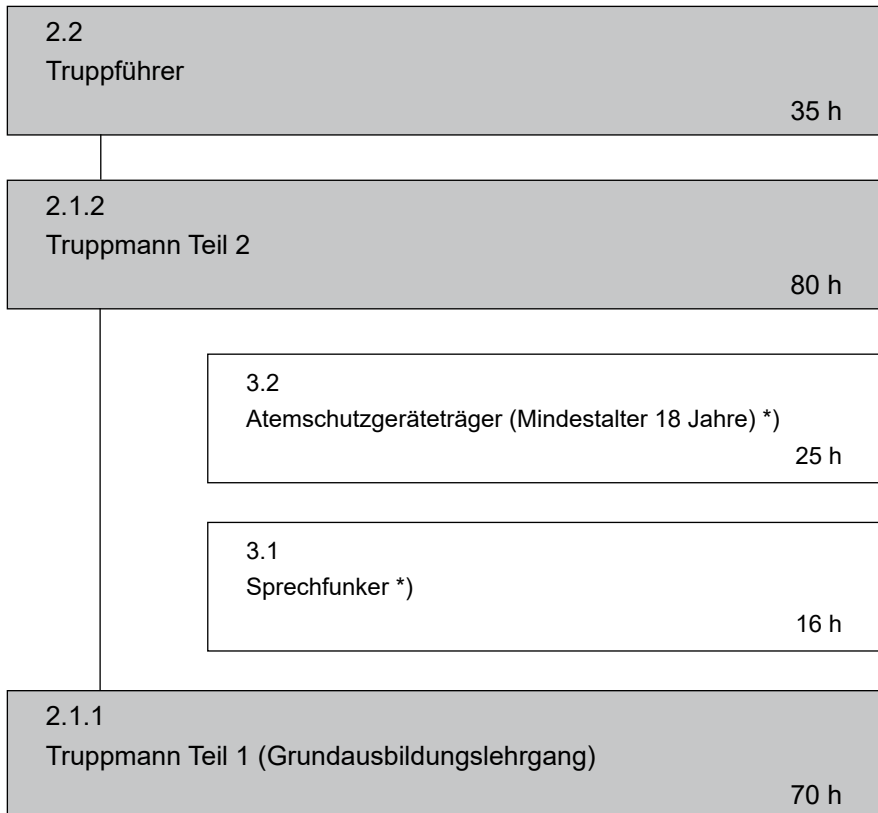 2.2
Truppführer
35 h
2.1.2
Truppmann Teil 2
80 h
3.2
Atemschutzgeräteträger (Mindestalter 18 Jahre) *)
25 h
3.1
Sprechfunker *)
16 h
2.1.1
Truppmann Teil 1 (Grundausbildungslehrgang)
70 h